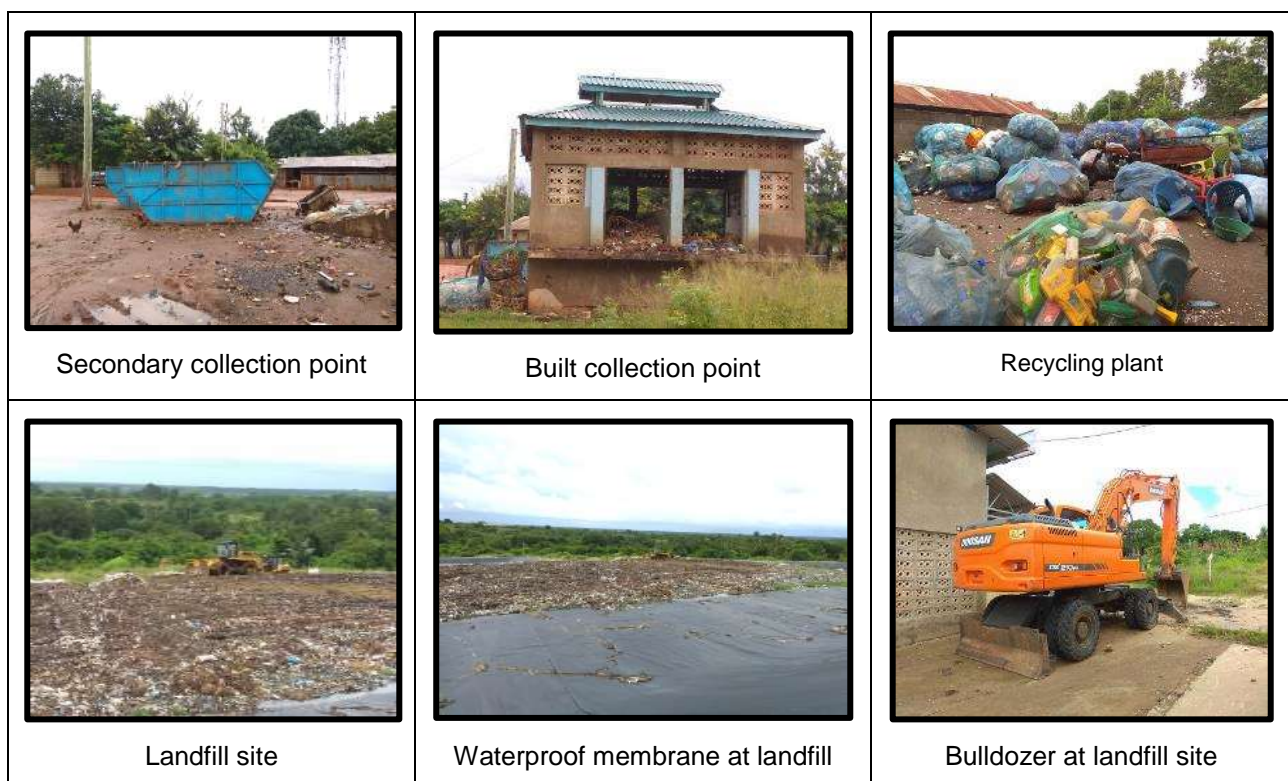 Secondary collection point
Built collection point
Recycling plant
DOOSAN
Landfill site
Waterproof membrane at landfill
Bulldozer at landfill site